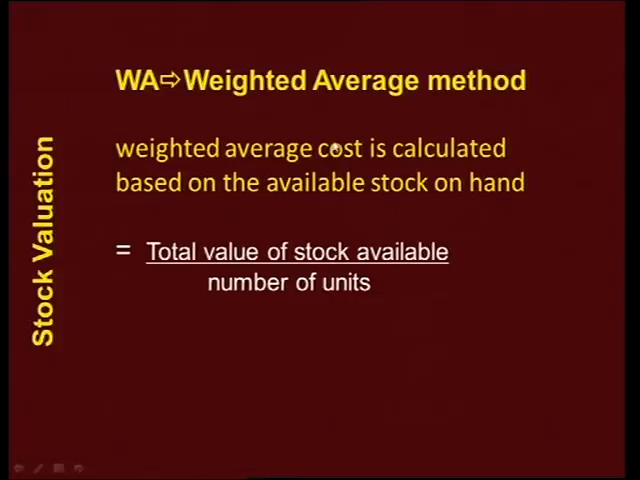 WA⇨Weighted Average method
weighted average cost is calculated
based on the available stock on hand
= Total value of stock available
number of units
Stock Valuation